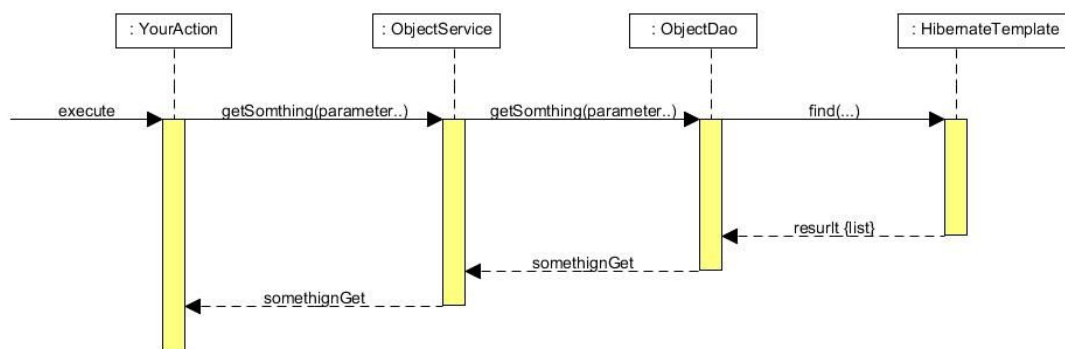 : YourAction
: ObjectService
: ObjectDao
: HibernateTemplate
execute
getSomthing(parameter..)
getSomthing(parameter..)
find(...)
resurlt {list}
somethignGet
somethignGet